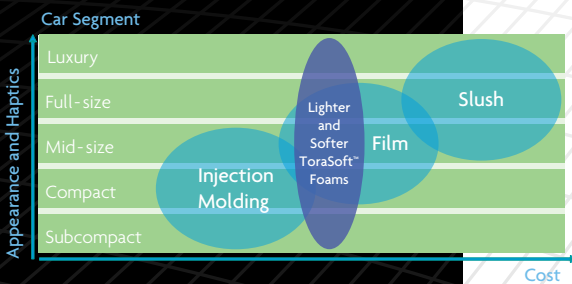 Car Segment
Appearance and Haptics
Luxury
Full-size
Mid-size
Compact
Subcompact
Injection
Molding
Lighter
and
Softer
ToraSoft™
Foams
Film
Slush
Cost